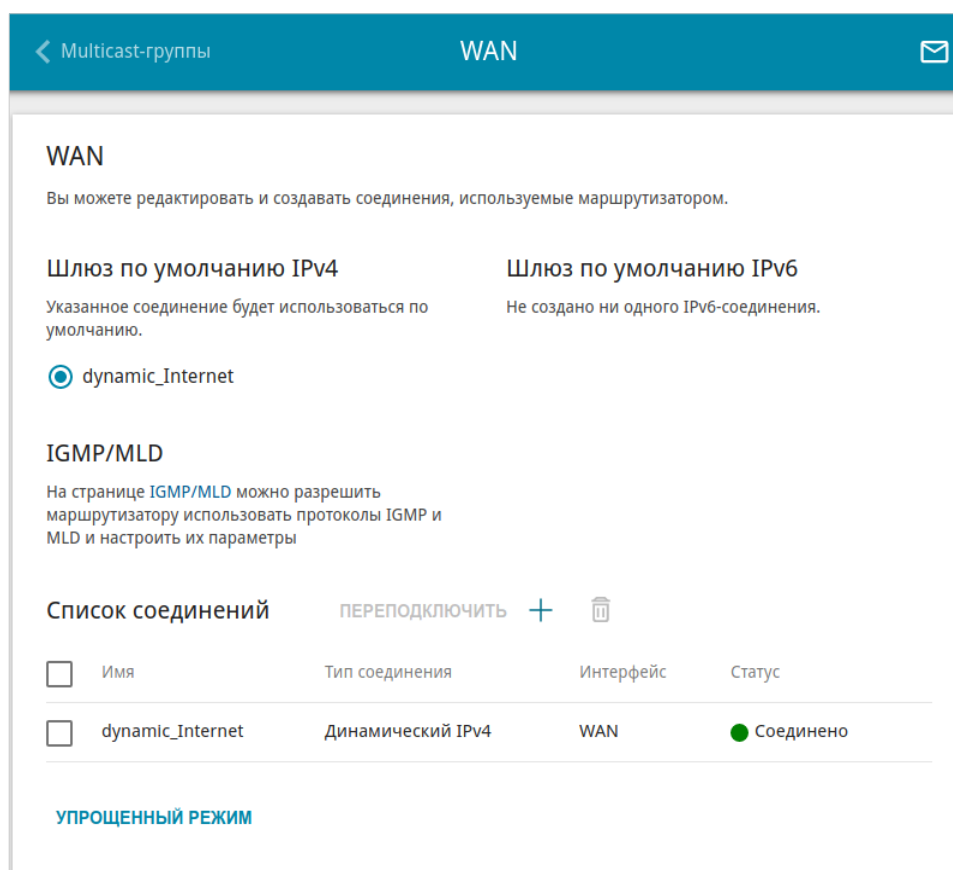 Multicast-группы
WAN
WAN
Вы можете редактировать и создавать соединения, используемые маршрутизатором.
Шлюз по умолчанию IPv4
Указанное соединение будет использоваться по
умолчанию.
dynamic_Internet
Шлюз по умолчанию IPv6
Не создано ни одного IPv6-соединения.
IGMP/MLD
На странице IGMP/MLD можно разрешить
маршрутизатору использовать протоколы IGMP и
MLD и настроить их параметры
Список соединений ПЕРЕПОДКЛЮЧИТЬ
Имя Тип соединения Интерфейс Статус
dynamic_Internet Динамический IPv4 WAN Соединено
УПРОЩЕННЫЙ РЕЖИМ